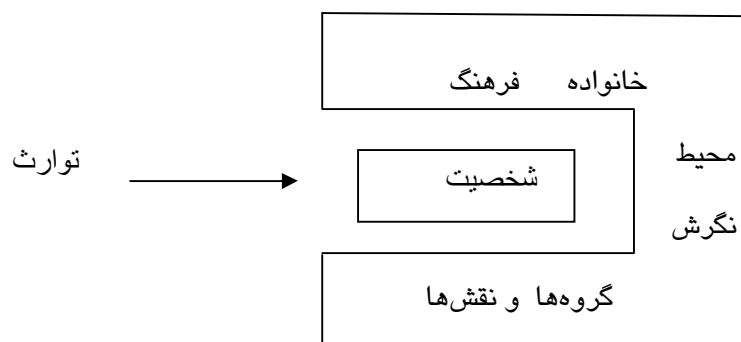 خانواده فرهنگ
محیط
توارث
شخصیت
نگرش
گروه‌ها و نقش‌ها